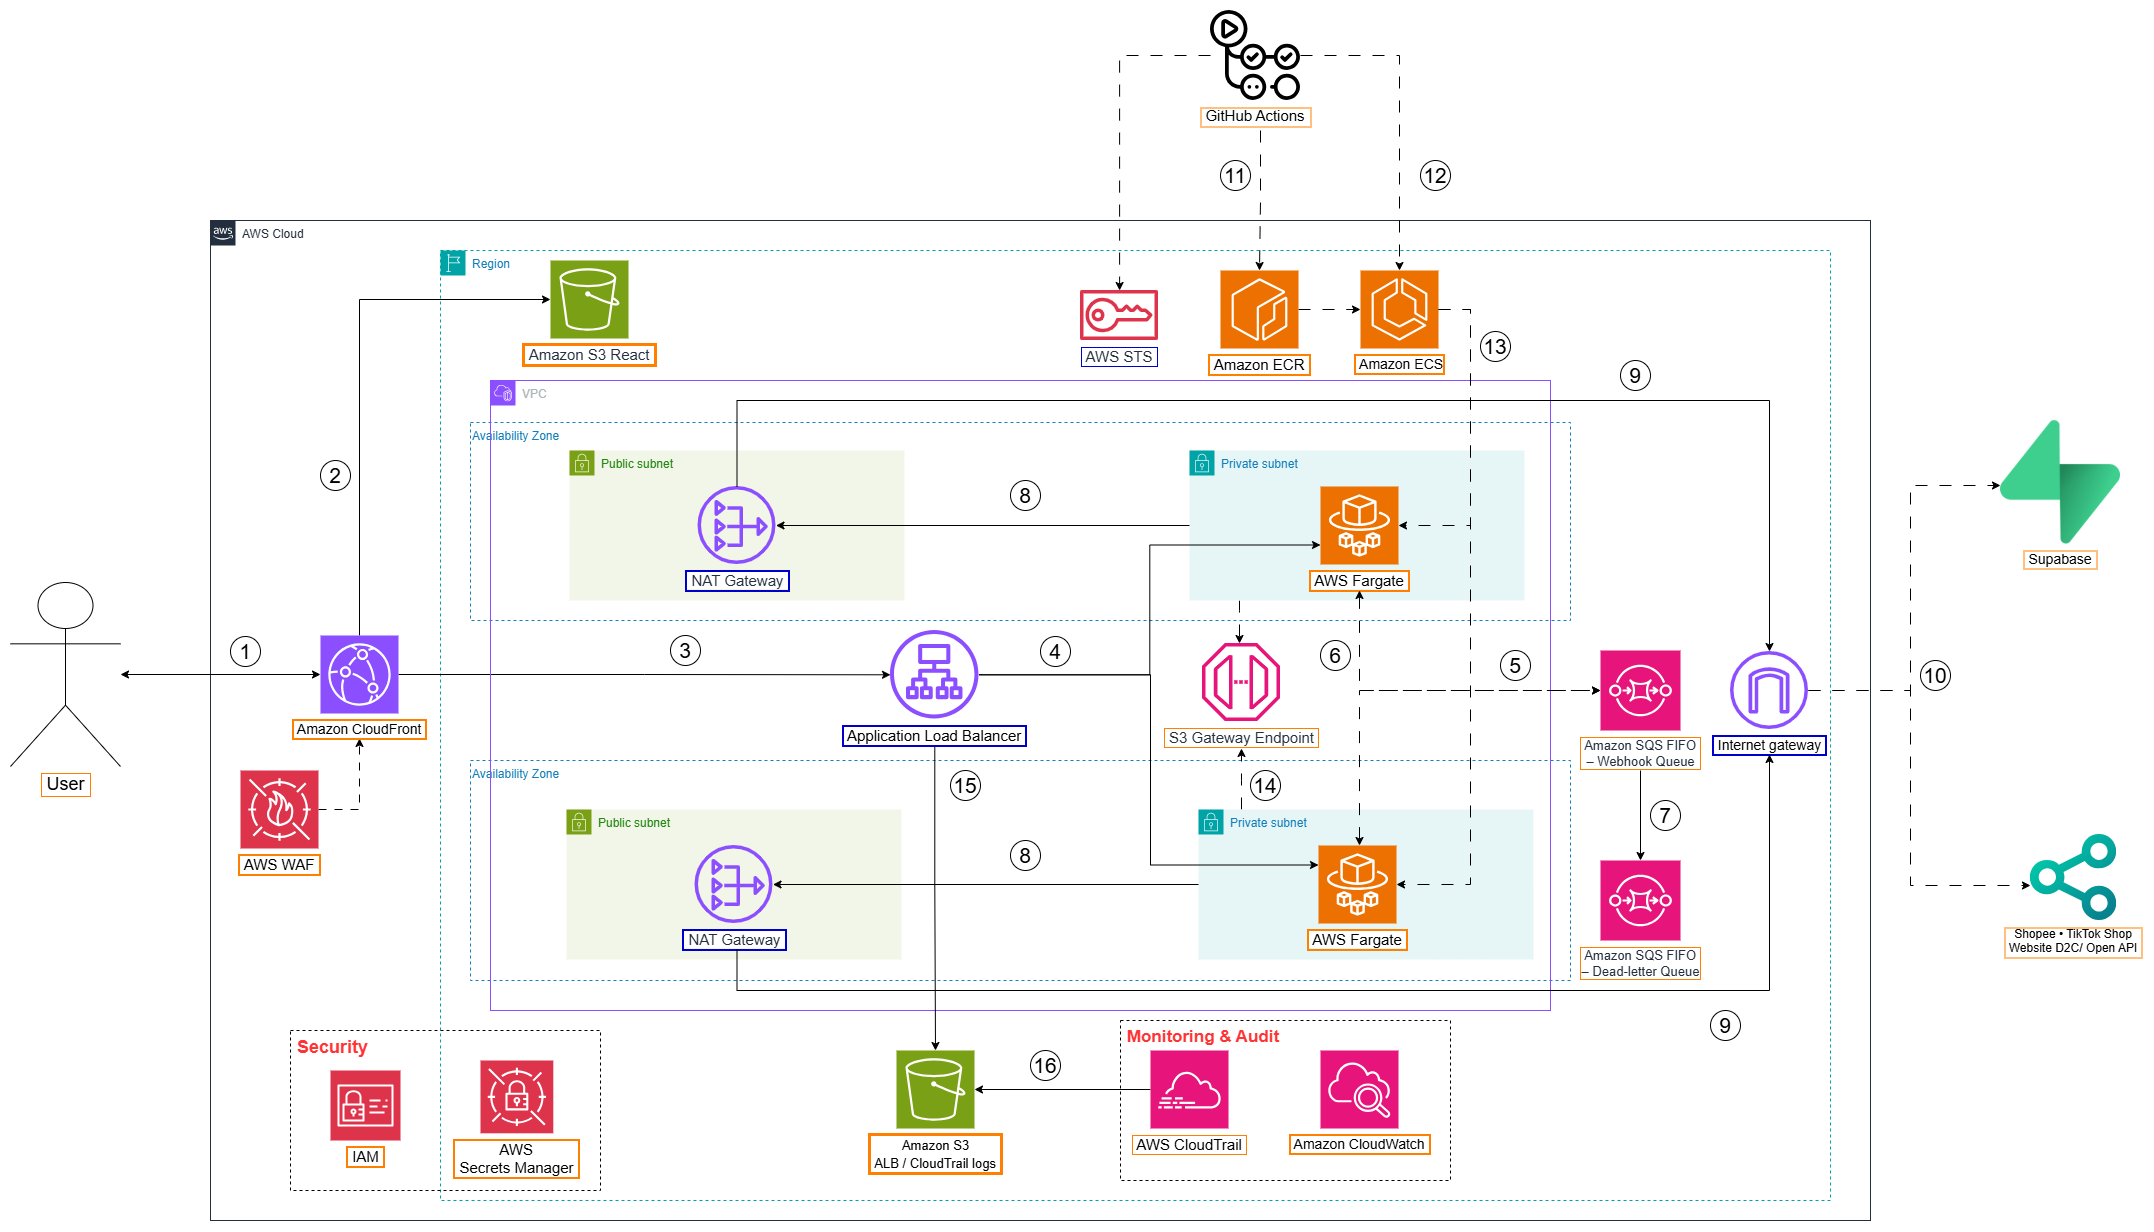 GitHub Actions
11
12
aws
AWS Cloud
Region
Amazon S3 React
AWS STS
Amazon ECR
Amazon ECS
13
9
VPC
2
Availability Zone
Public subnet
Private subnet
8
NAT Gateway
AWS Fargate
Supabase
1
3
4
6
5
10
Amazon CloudFront
Application Load Balancer
S3 Gateway Endpoint
Amazon SQS FIFO
– Webhook Queue
Internet gateway
User
Availability Zone
15
14
7
AWS WAF
Public subnet
Private subnet
8
NAT Gateway
AWS Fargate
Amazon SQS FIFO
– Dead-letter Queue
Shopee • TikTok Shop
Website D2C/ Open API
9
Security
IAM
AWS
Secrets Manager
Amazon S3
ALB / CloudTrail logs
16
Monitoring & Audit
AWS CloudTrail
Amazon CloudWatch